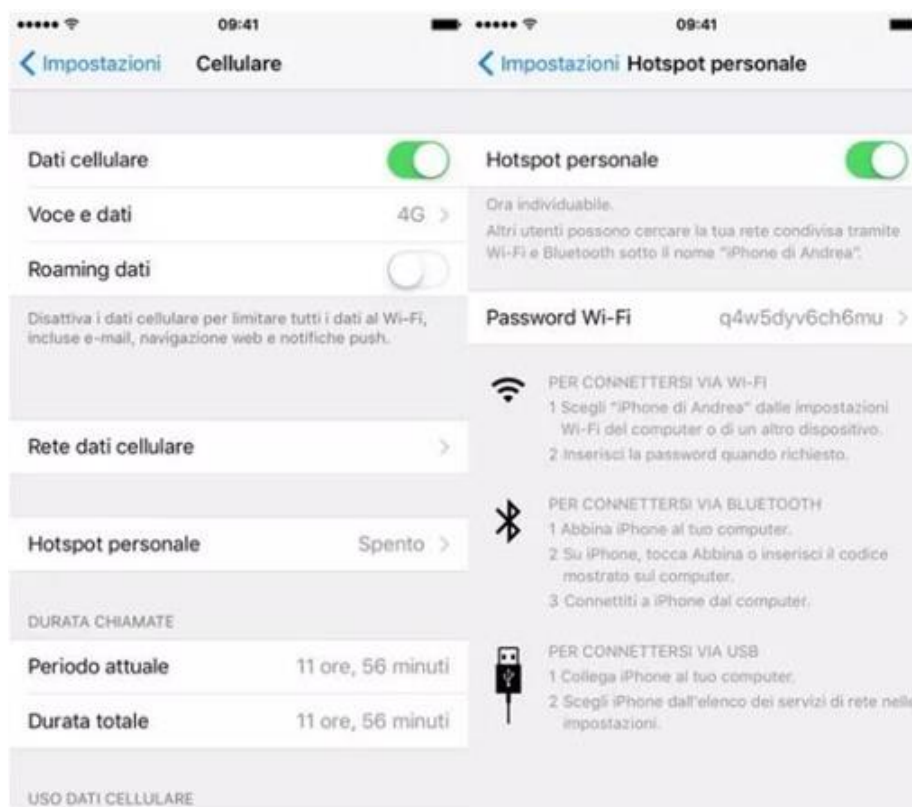 09:41
Impostazioni Cellulare
Dati cellulare
Voce e dati 4G
Roaming dati
Disattiva i dati cellulare per limitare tutti i dati al Wi-Fi,
incluse e-mail, navigazione web e notifiche push.
Rete dati cellulare
Hotspot personale Spento
DURATA CHIAMATE
Periodo attuale 11 ore, 56 minuti
Durata totale 11 ore, 56 minuti
USO DATI CELLULARE
09:41
Impostazioni Hotspot personale
Hotspot personale
Ora individuabile.
Altri utenti possono cercare la tua rete condivisa tramite
Wi-Fi e Bluetooth sotto il nome "iPhone di Andrea".
Password Wi-Fi q4w5dyv6ch6mu
PER CONNETTERSI VIA WI-FI
1 Scegli "iPhone di Andrea" dalle impostazioni
Wi-Fi del computer o di un altro dispositivo.
2 Inserisci la password quando richiesto.
PER CONNETTERSI VIA BLUETOOTH
1 Abbina iPhone al tuo computer.
2 Su iPhone, tocca Abbina o inserisci il codice
mostrato sul computer.
3 Connettiti a iPhone dal computer.
PER CONNETTERSI VIA USB
1 Collega iPhone al tuo computer.
2 Scegli iPhone dall'elenco dei servizi di rete nelle
impostazioni.